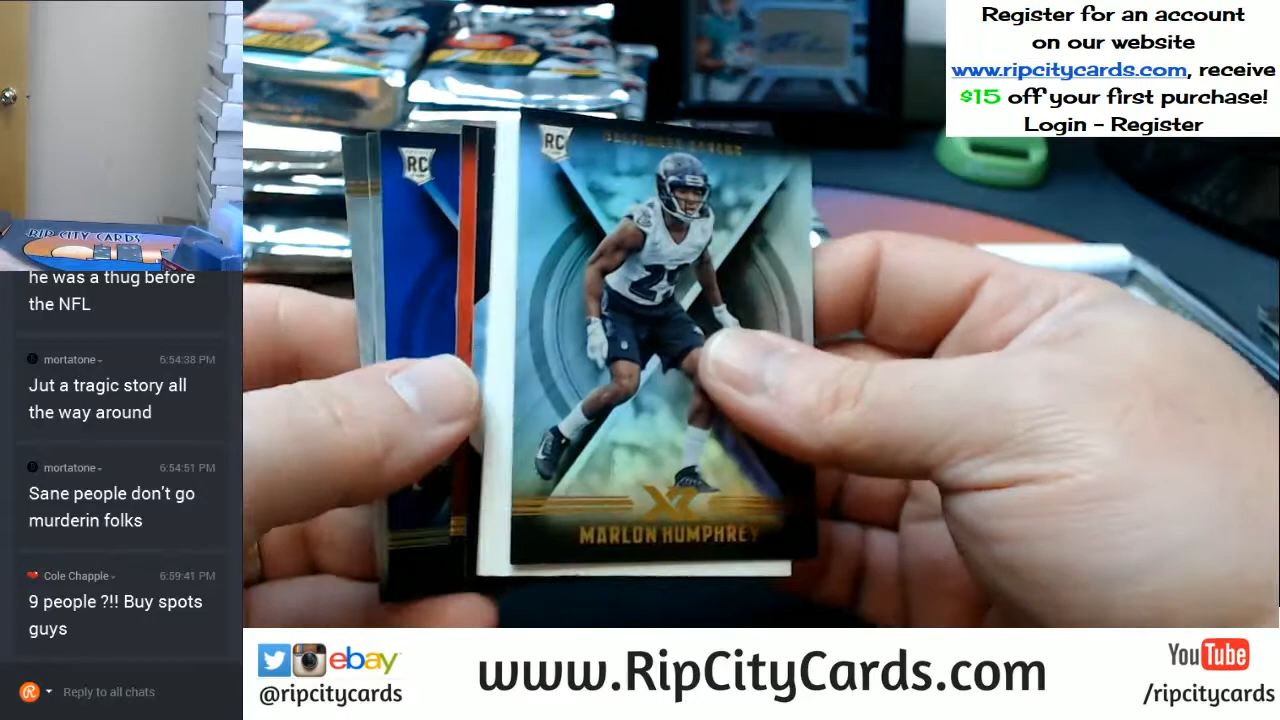 Register for an account
on our website
www.ripcitycards.com, receive
$15 off your first purchase!
Login - Register
RC
RC
BALTIMORE RAVENS
XR
MARLON HUMPHREY
RIP CITY CARDS
he was a thug before
the NFL
mortatone
6:54:38 PM
Jut a tragic story all
the way around
mortatone
6:54:51 PM
Sane people don't go
murderin folks
Cole Chapple
6:59:41 PM
9 people ?!! Buy spots
guys
Reply to all chats
ebay
@ripcitycards
www.RipCityCards.com
YouTube
/ripcitycards